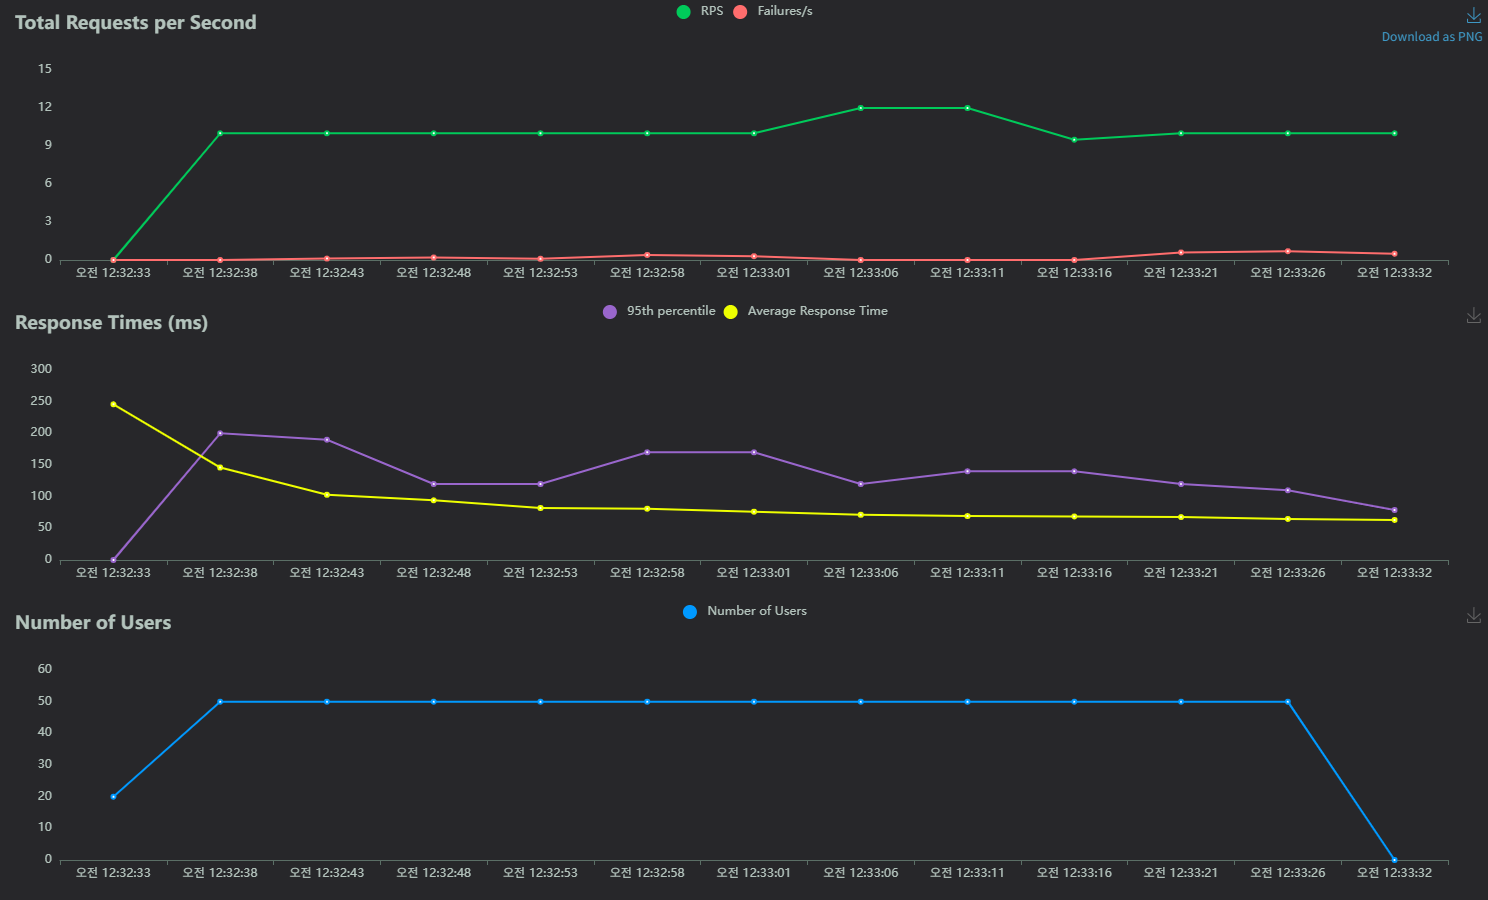 Total Requests per Second
RPS Failures/s
Download as PNG
15
12
9
6
3
0
오전 12:32:33 오전 12:32:38 오전 12:32:43 오전 12:32:48 오전 12:32:53 오전 12:32:58 오전 12:33:01 오전 12:33:06 오전 12:33:11 오전 12:33:16 오전 12:33:21 오전 12:33:26 오전 12:33:32
Response Times (ms)
95th percentile Average Response Time
300
250
200
150
100
50
0
오전 12:32:33 오전 12:32:38 오전 12:32:43 오전 12:32:48 오전 12:32:53 오전 12:32:58 오전 12:33:01 오전 12:33:06 오전 12:33:11 오전 12:33:16 오전 12:33:21 오전 12:33:26 오전 12:33:32
Number of Users
Number of Users
60
50
40
30
20
10
0
오전 12:32:33 오전 12:32:38 오전 12:32:43 오전 12:32:48 오전 12:32:53 오전 12:32:58 오전 12:33:01 오전 12:33:06 오전 12:33:11 오전 12:33:16 오전 12:33:21 오전 12:33:26 오전 12:33:32